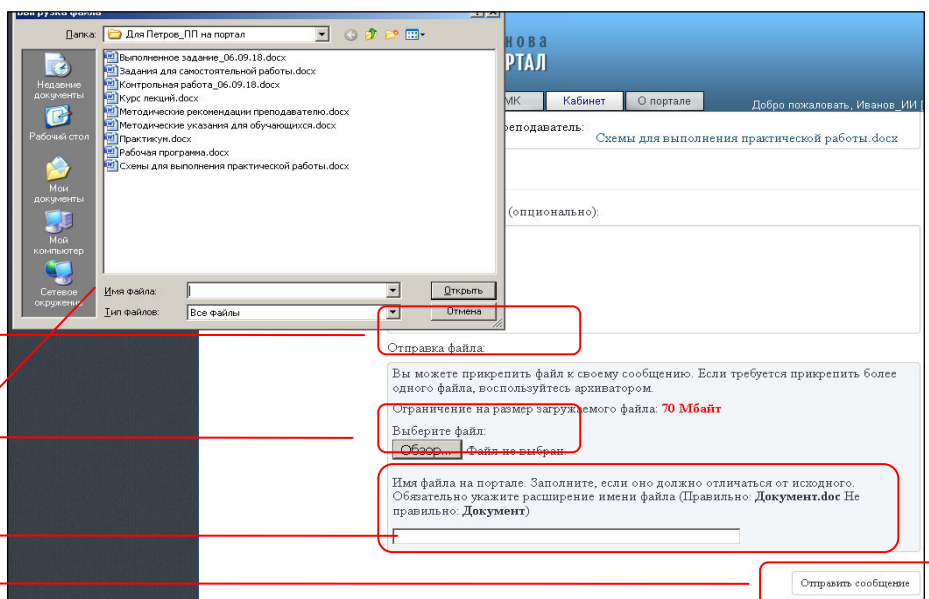 Выгрузка файла
Папка:
Для Петров_ПП на портал
Недавние
документы
Рабочий стол
Мои
документы
Мой
компьютер
Сетевое
окружение
Выполненное задание_06.09.18.docx
Задания для самостоятельной работы.docx
Контрольная работа_06.09.18.docx
Курс лекций.docx
Методические рекомендации преподавателю.docx
Методические указания для обучающихся.docx
Практикум.docx
Рабочая программа.docx
Схемы для выполнения практической работы.docx
Имя файла:
Открыть
Тип файлов:
Все файлы
Отмена
нова
РТАЛ
МК
Кабинет
О портале
Добро пожаловать, Иванов_ИИ [
реподаватель:
Схемы для выполнения практической работы.docx
(опционально):
Отправка файла:
Вы можете прикрепить файл к своему сообщению. Если требуется прикрепить более
одного файла, воспользуйтесь архиватором.
Ограничение на размер загружаемого файла: 70 Мбайт
Выберите файл:
Обзор... Файл не выбран.
Имя файла на портале. Заполните, если оно должно отличаться от исходного.
Обязательно укажите расширение имени файла (Правильно: Документ.doc Не
правильно: Документ)
Отправить сообщение